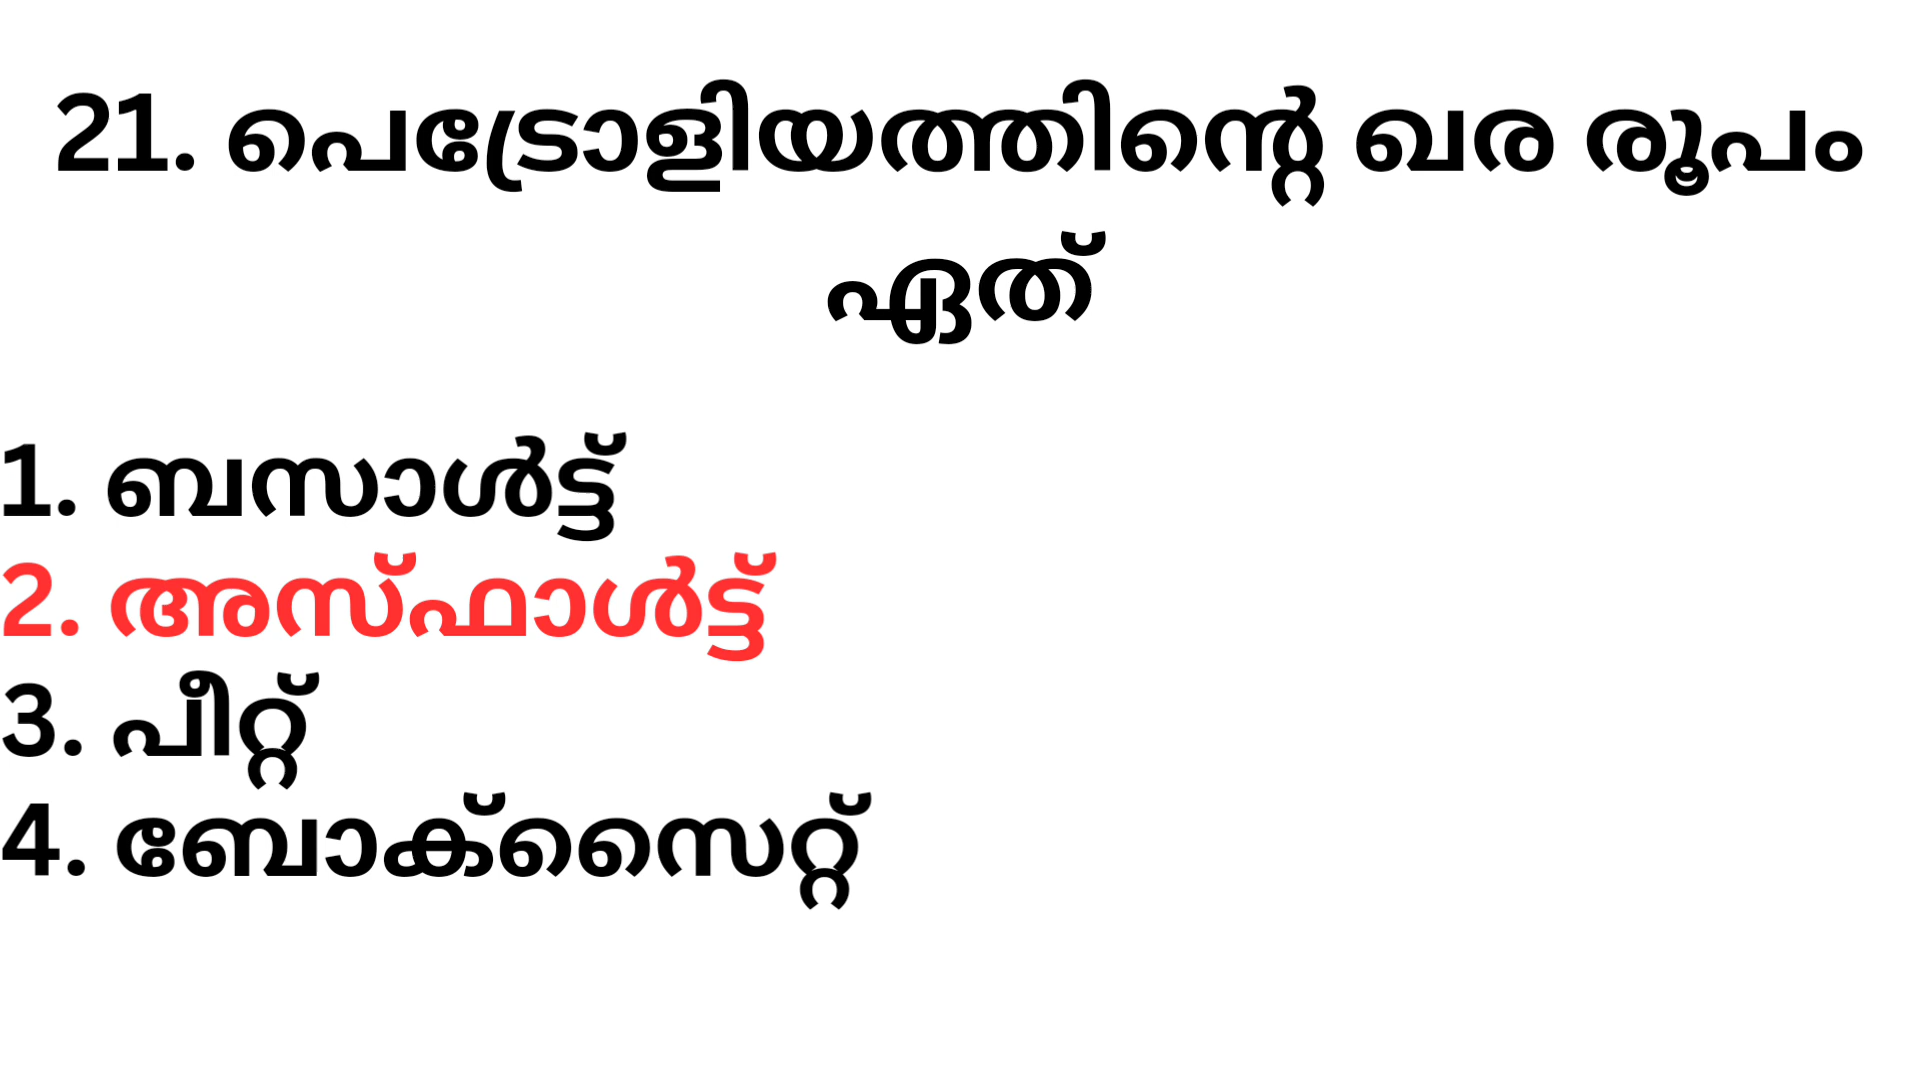 21. പെട്രോളിയത്തിന്റെ ഖര രൂപം
ഏത്
1. ബസാൾട്ട്
2. അസ്ഫാൾട്ട്
3. പീറ്റ്
4. ബോക്സൈറ്റ്